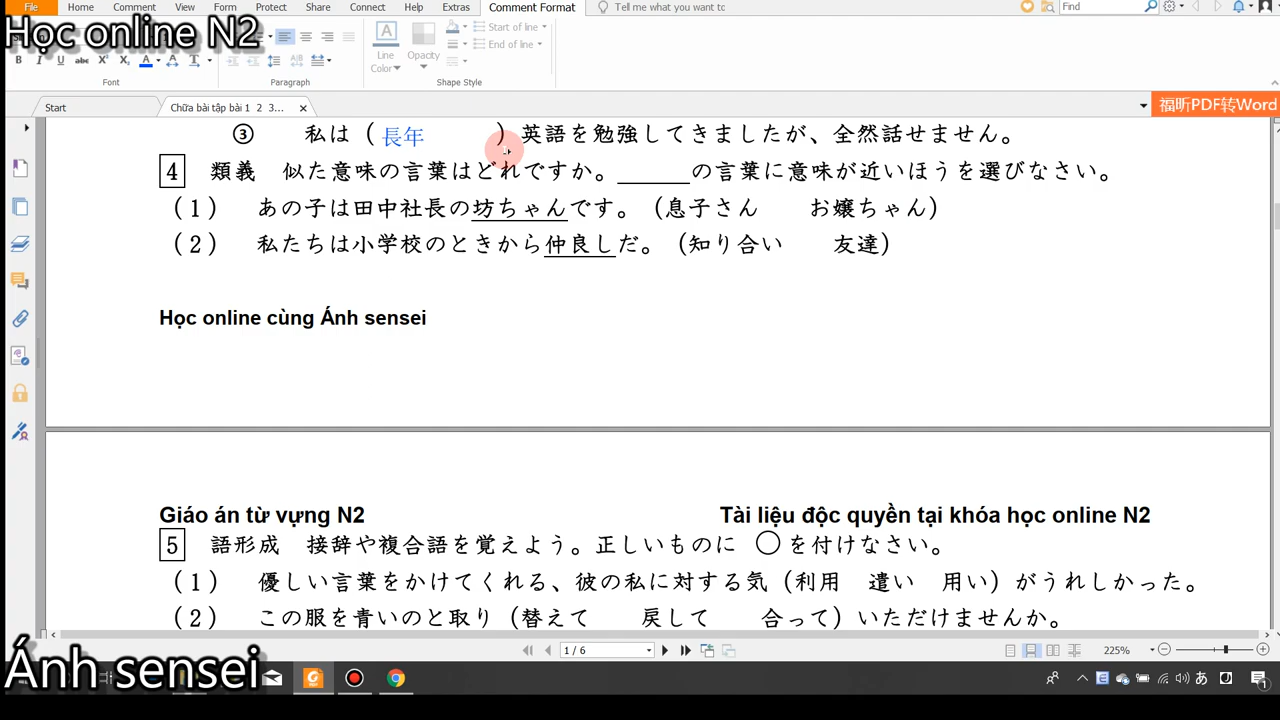 File Home Comment Form Protect Share Connect Help Extras Comment Format Tell me what you want to Find
Học online N2
Line Color
Opacity
Start of line
End of line
Font Paragraph Shape Style
Start Chữa bài tập bài 1 2 3... 福昕PDF转Word
③ 私は（長年 ）英語を勉強してきましたが、全然話せません。
4 類義 似た意味の言葉はどれですか。______の言葉に意味が近いほうを選びなさい。
（1） あの子は田中社長の坊ちゃんです。（息子さん お嬢ちゃん）
（2） 私たちは小学校のときから仲良しだ。（知り合い 友達）
Học online cùng Ánh sensei
Giáo án từ vựng N2 Tài liệu độc quyền tại khóa học online N2
5 語形成 接辞や複合語を覚えよう。正しいものに ○を付けなさい。
（1） 優しい言葉をかけてくれる、彼の私に対する気（利用 遣い 用い）がうれしかった。
（2） この服を青いのと取り（替えて 戻して 合って）いただけませんか。
1 / 6 225%
Ánh sensei
あ